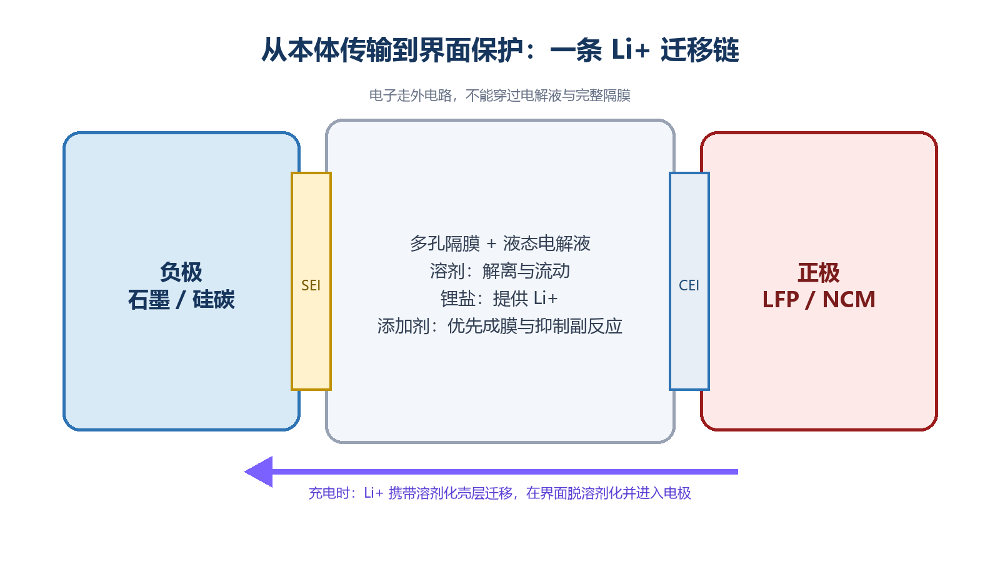 从本体传输到界面保护：一条 Li+ 迁移链
电子走外电路，不能穿过电解液与完整隔膜
负极
石墨 / 硅碳
SEI
多孔隔膜 + 液态电解液
溶剂：解离与流动
锂盐：提供 Li+
添加剂：优先成膜与抑制副反应
CEI
正极
LFP / NCM
充电时：Li+ 携带溶剂化壳层迁移，在界面脱溶剂化并进入电极